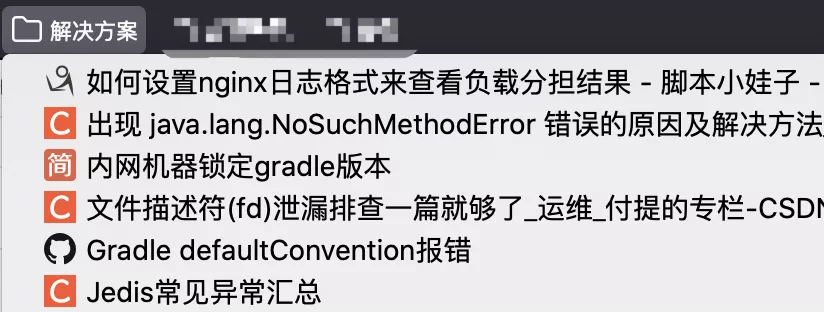 解决方案
如何设置nginx日志格式来查看负载分担结果 - 脚本小娃子 -
C 出现 java.lang.NoSuchMethodError 错误的原因及解决方法_
简 内网机器锁定gradle版本
C 文件描述符(fd)泄漏排查一篇就够了_运维_付提的专栏-CSDN
Gradle defaultConvention报错
C Jedis常见异常汇总